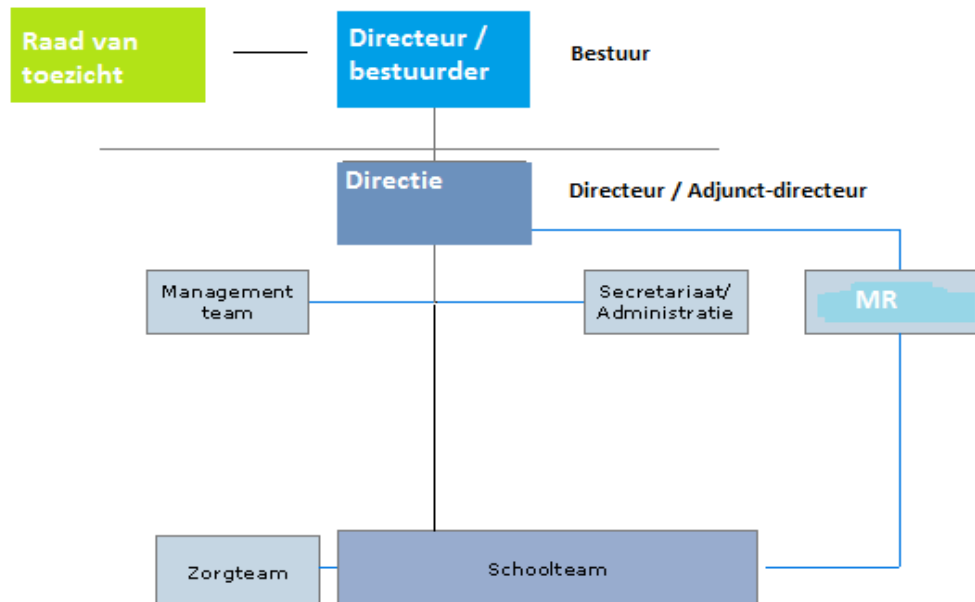 Raad van
toezicht
Directeur /
bestuurder
Bestuur
Directie
Directeur / Adjunct-directeur
Management
team
Secretariaat/
Administratie
MR
Zorgteam
Schoolteam